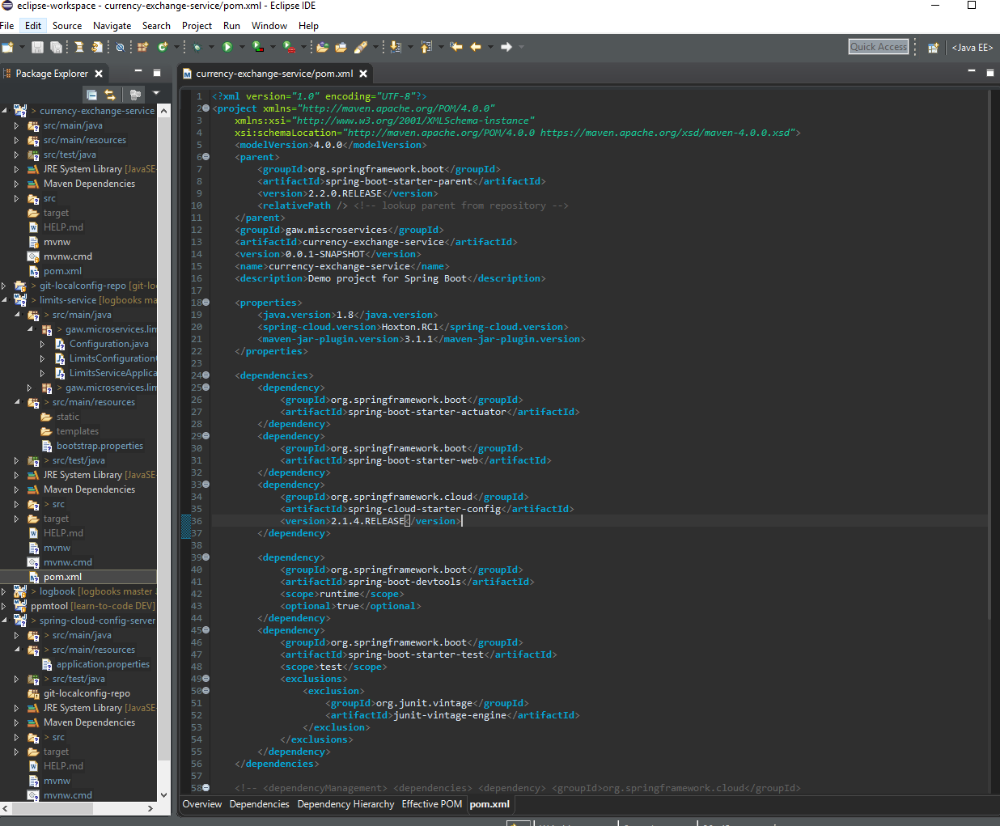 eclipse-workspace - currency-exchange-service/pom.xml - Eclipse IDE
File Edit Source Navigate Search Project Run Window Help
Quick Access
<Java EE>
Package Explorer
> currency-exchange-service
src/main/java
src/main/resources
src/test/java
JRE System Library [JavaSE
Maven Dependencies
src
target
HELP.md
mvnw
mvnw.cmd
pom.xml
> git-localconfig-repo [git-lo
> limits-service [logbooks ma
> src/main/java
> gaw.microservices.lim
Configuration.java
LimitsConfiguration
LimitsServiceApplica
> gaw.microservices.lim
> src/main/resources
static
templates
bootstrap.properties
> src/test/java
JRE System Library [JavaSE
Maven Dependencies
> src
target
HELP.md
mvnw
mvnw.cmd
pom.xml
> logbook [logbooks master
ppmtool [learn-to-code DEV]
> spring-cloud-config-server
> src/main/java
> src/main/resources
application.properties
> src/test/java
git-localconfig-repo
JRE System Library [JavaSE
Maven Dependencies
> src
target
HELP.md
mvnw
mvnw.cmd
currency-exchange-service/pom.xml
1 <?xml version="1.0" encoding="UTF-8"?>
2 <project xmlns="http://maven.apache.org/POM/4.0.0"
3 xmlns:xsi="http://www.w3.org/2001/XMLSchema-instance"
4 xsi:schemaLocation="http://maven.apache.org/POM/4.0.0 https://maven.apache.org/xsd/maven-4.0.0.xsd">
5 <modelVersion>4.0.0</modelVersion>
6 <parent>
7 <groupId>org.springframework.boot</groupId>
8 <artifactId>spring-boot-starter-parent</artifactId>
9 <version>2.2.0.RELEASE</version>
10 <relativePath /> <!-- lookup parent from repository -->
11 </parent>
12 <groupId>gaw.miscroservices</groupId>
13 <artifactId>currency-exchange-service</artifactId>
14 <version>0.0.1-SNAPSHOT</version>
15 <name>currency-exchange-service</name>
16 <description>Demo project for Spring Boot</description>
17
18 <properties>
19 <java.version>1.8</java.version>
20 <spring-cloud.version>Hoxton.RC1</spring-cloud.version>
21 <maven-jar-plugin.version>3.1.1</maven-jar-plugin.version>
22 </properties>
23
24 <dependencies>
25 <dependency>
26 <groupId>org.springframework.boot</groupId>
27 <artifactId>spring-boot-starter-actuator</artifactId>
28 </dependency>
29 <dependency>
30 <groupId>org.springframework.boot</groupId>
31 <artifactId>spring-boot-starter-web</artifactId>
32 </dependency>
33 <dependency>
34 <groupId>org.springframework.cloud</groupId>
35 <artifactId>spring-cloud-starter-config</artifactId>
36 <version>2.1.4.RELEASE</version>
37 </dependency>
38
39 <dependency>
40 <groupId>org.springframework.boot</groupId>
41 <artifactId>spring-boot-devtools</artifactId>
42 <scope>runtime</scope>
43 <optional>true</optional>
44 </dependency>
45 <dependency>
46 <groupId>org.springframework.boot</groupId>
47 <artifactId>spring-boot-starter-test</artifactId>
48 <scope>test</scope>
49 <exclusions>
50 <exclusion>
51 <groupId>org.junit.vintage</groupId>
52 <artifactId>junit-vintage-engine</artifactId>
53 </exclusion>
54 </exclusions>
55 </dependency>
56 </dependencies>
57
58 <!-- <dependencyManagement> <dependencies> <dependency> <groupId>org.springframework.cloud</groupId>
Overview Dependencies Dependency Hierarchy Effective POM pom.xml